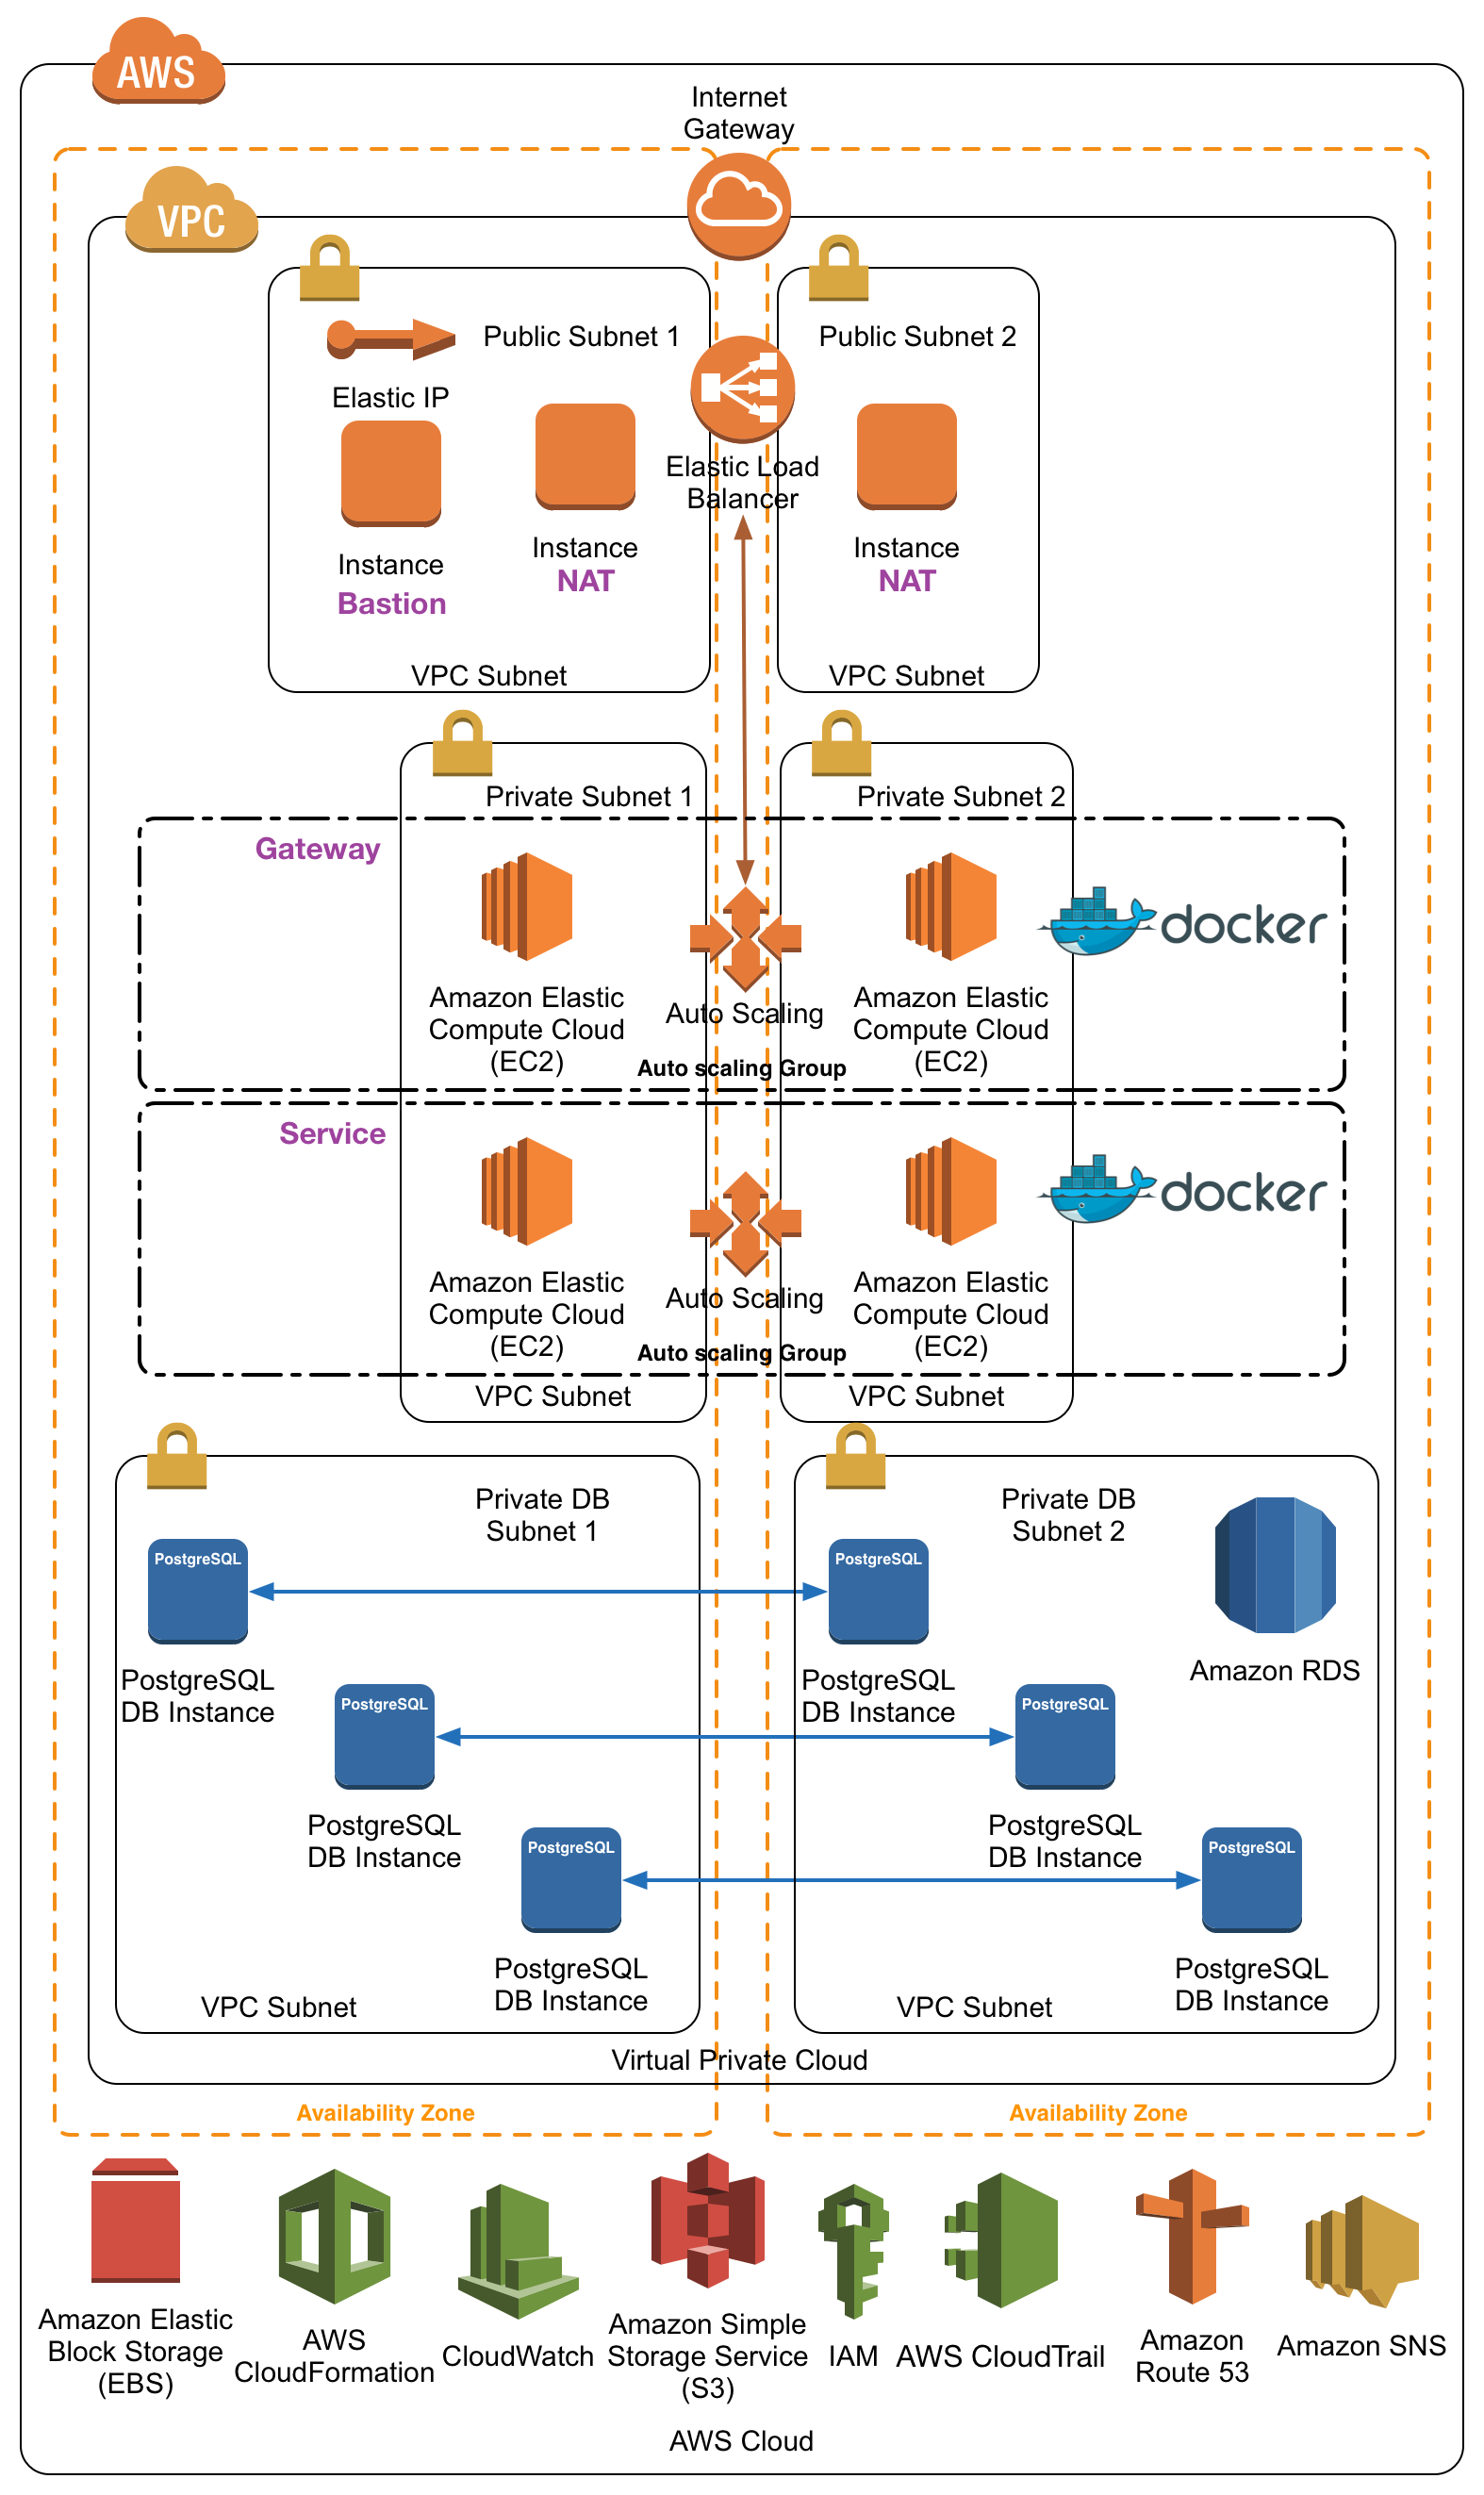 AWS
Internet
Gateway
VPC
Public Subnet 1
Public Subnet 2
Elastic IP
Elastic Load
Balancer
Instance
Bastion
Instance
NAT
Instance
NAT
VPC Subnet
VPC Subnet
Private Subnet 1
Private Subnet 2
Gateway
docker
Amazon Elastic
Compute Cloud
(EC2)
Auto Scaling
Amazon Elastic
Compute Cloud
(EC2)
Auto scaling Group
Service
docker
Amazon Elastic
Compute Cloud
(EC2)
Auto Scaling
Amazon Elastic
Compute Cloud
(EC2)
Auto scaling Group
VPC Subnet
VPC Subnet
Private DB
Subnet 1
Private DB
Subnet 2
PostgreSQL
PostgreSQL
PostgreSQL
DB Instance
PostgreSQL
DB Instance
Amazon RDS
PostgreSQL
PostgreSQL
PostgreSQL
DB Instance
PostgreSQL
DB Instance
PostgreSQL
PostgreSQL
PostgreSQL
DB Instance
PostgreSQL
DB Instance
VPC Subnet
VPC Subnet
Virtual Private Cloud
Availability Zone
Availability Zone
Amazon Elastic
Block Storage
(EBS)
AWS
CloudFormation
CloudWatch
Amazon Simple
Storage Service
(S3)
IAM
AWS CloudTrail
Amazon
Route 53
Amazon SNS
AWS Cloud